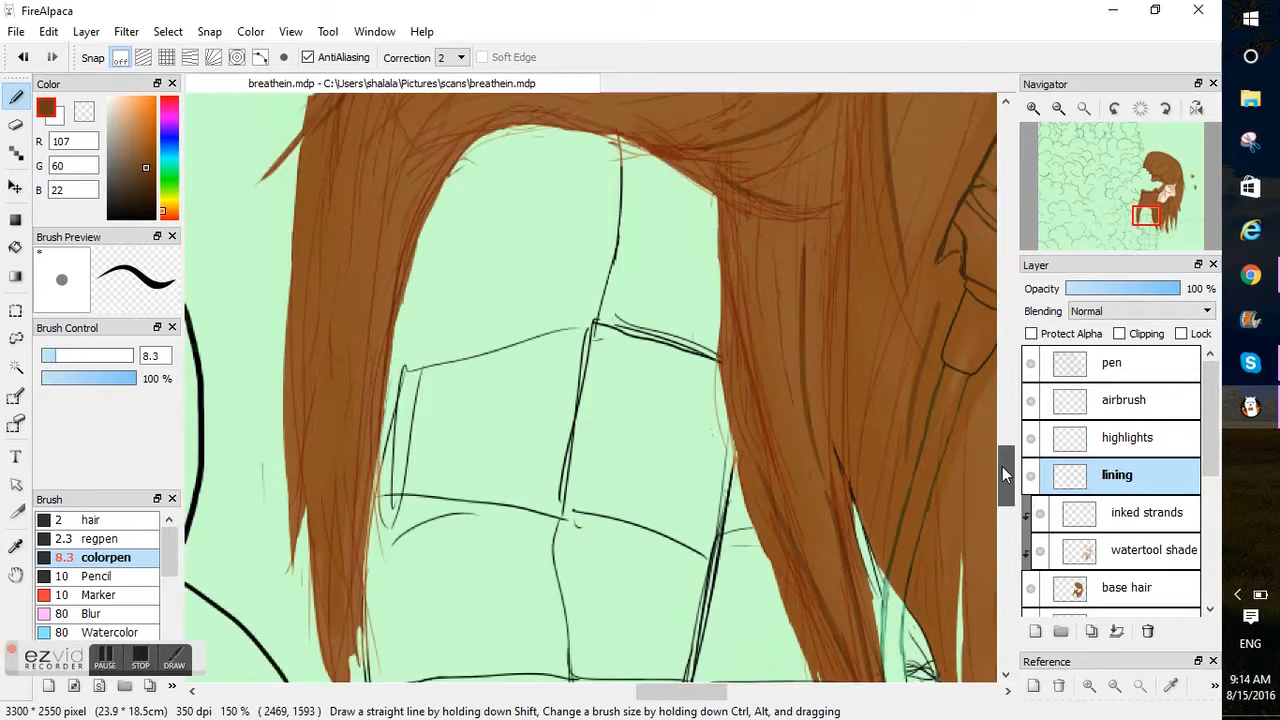 FireAlpaca
File Edit Layer Filter Select Snap Color View Tool Window Help
Snap off AntiAliasing Correction 2 Soft Edge
Color
breathein.mdp - C:\Users\shalala\Pictures\scans\breathein.mdp
Navigator
R 107
G 60
B 22
Brush Preview
*
Layer
Opacity 100 %
Blending Normal
Protect Alpha Clipping Lock
Brush Control
8.3
100 %
pen
airbrush
highlights
lining
inked strands
watertool shade
base hair
Brush
2 hair
2.3 regpen
8.3 colorpen
10 Pencil
10 Marker
80 Blur
80 Watercolor
ezvid
RECORDER
PAUSE STOP DRAW
Reference
ENG
9:14 AM
8/15/2016
3300 * 2550 pixel (23.9 * 18.5cm) 350 dpi 150 % ( 2469, 1593 ) Draw a straight line by holding down Shift, Change a brush size by holding down Ctrl, Alt, and dragging